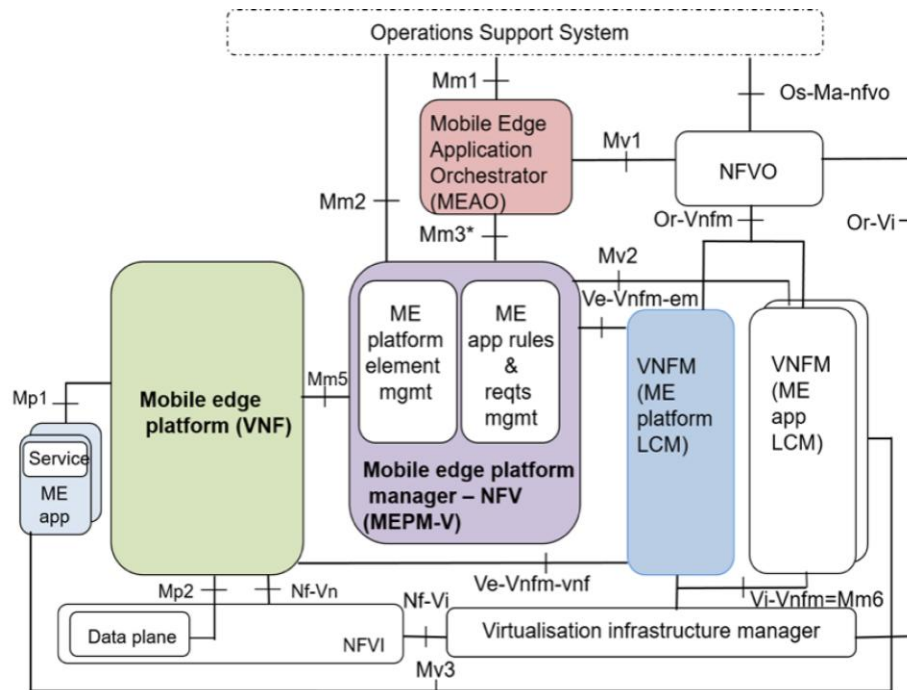 Operations Support System
Mm1
Os-Ma-nfvo
Mobile Edge
Application
Orchestrator
(MEAO)
Mv1
NFVO
Mm2
Or-Vnfm
Or-Vi
Mm3*
Mv2
Ve-Vnfm-em
ME
platform
element
mgmt
ME
app rules
&
reqts
mgmt
VNFM
(ME
platform
LCM)
VNFM
(ME
app
LCM)
Mp1
Mobile edge
platform (VNF)
Mm5
Service
ME
app
Mobile edge platform
manager – NFV
(MEPM-V)
Ve-Vnfm-vnf
Mp2
Nf-Vn
Nf-Vi
Vi-Vnfm=Mm6
Data plane
NFVI
Virtualisation infrastructure manager
Mv3